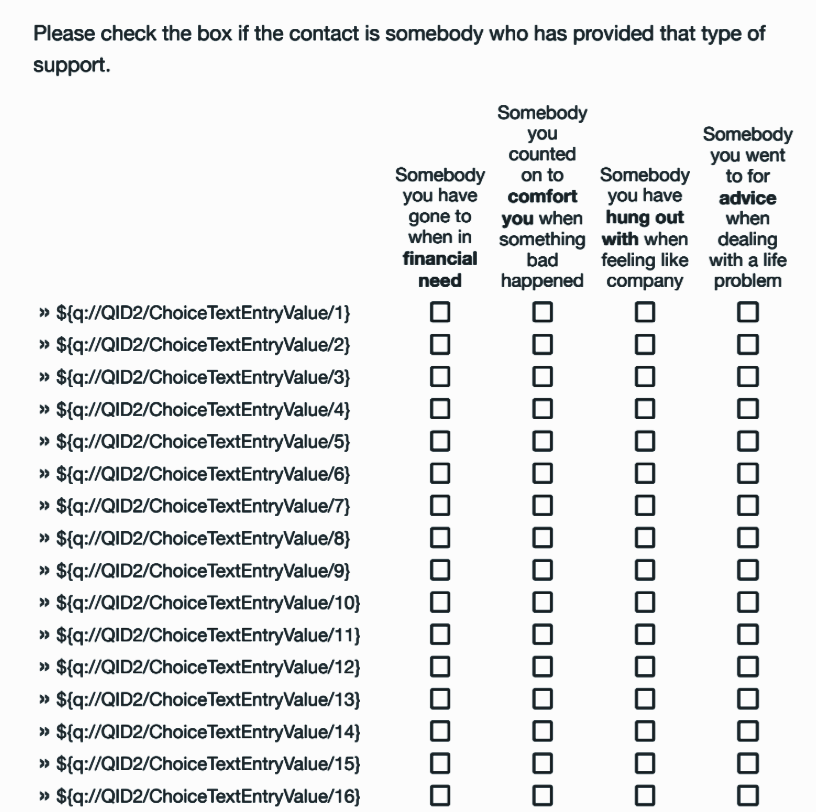 Please check the box if the contact is somebody who has provided that type of
support.
Somebody
you have
gone to
when in
financial
need
Somebody
you
counted
on to
comfort
you when
something
bad
happened
Somebody
you have
hung out
with when
feeling like
company
Somebody
you went
to for
advice
when
dealing
with a life
problem
» ${q://QID2/ChoiceTextEntryValue/1}
» ${q://QID2/ChoiceTextEntryValue/2}
» ${q://QID2/ChoiceTextEntryValue/3}
» ${q://QID2/ChoiceTextEntryValue/4}
» ${q://QID2/ChoiceTextEntryValue/5}
» ${q://QID2/ChoiceTextEntryValue/6}
» ${q://QID2/ChoiceTextEntryValue/7}
» ${q://QID2/ChoiceTextEntryValue/8}
» ${q://QID2/ChoiceTextEntryValue/9}
» ${q://QID2/ChoiceTextEntryValue/10}
» ${q://QID2/ChoiceTextEntryValue/11}
» ${q://QID2/ChoiceTextEntryValue/12}
» ${q://QID2/ChoiceTextEntryValue/13}
» ${q://QID2/ChoiceTextEntryValue/14}
» ${q://QID2/ChoiceTextEntryValue/15}
» ${q://QID2/ChoiceTextEntryValue/16}